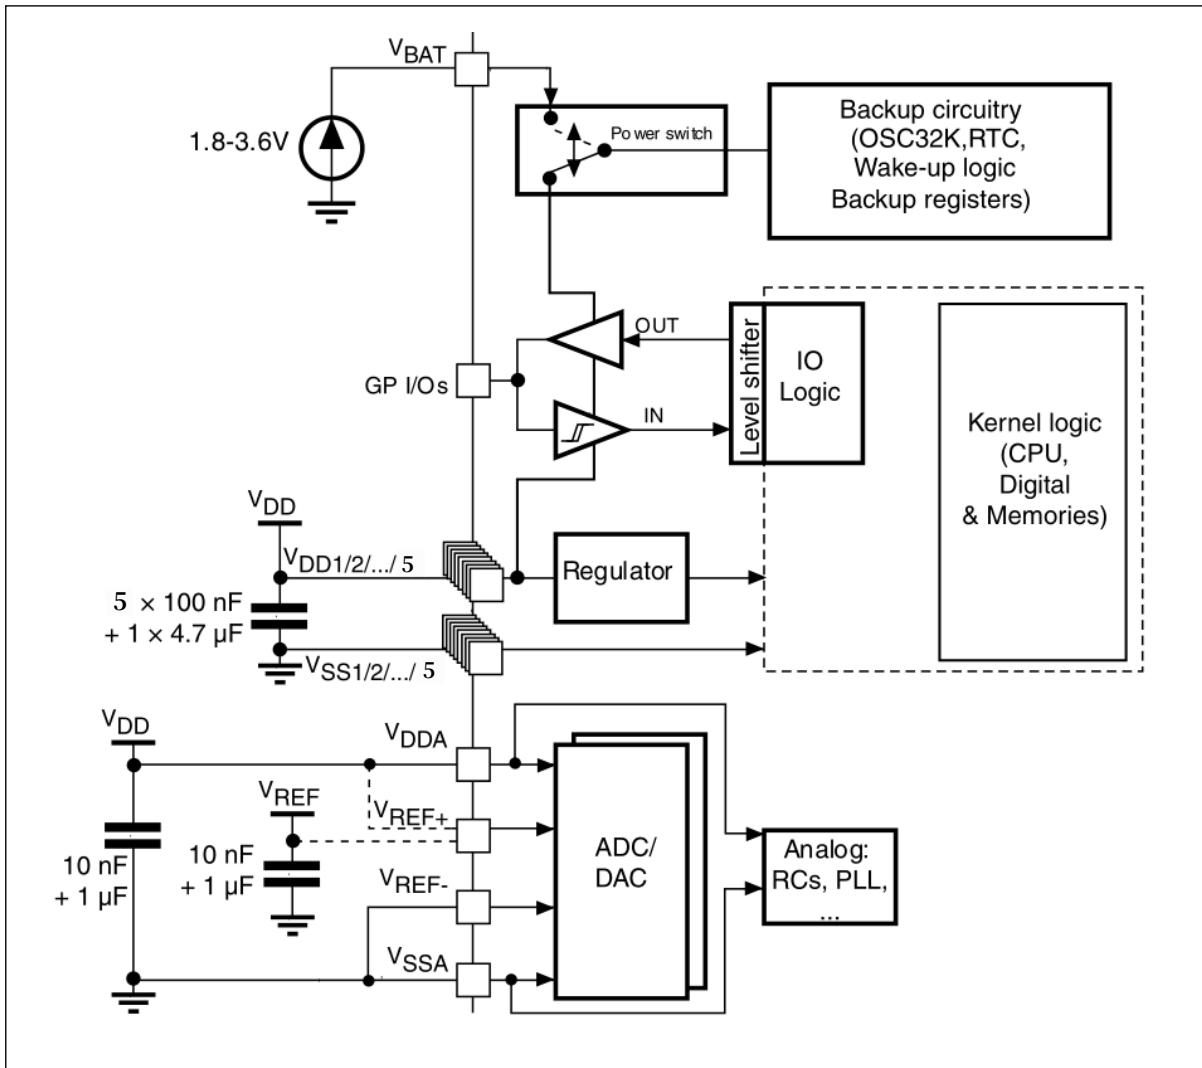 VBAT
1.8-3.6V
Power switch
Backup circuitry
(OSC32K,RTC,
Wake-up logic
Backup registers)
OUT
GP I/Os
IN
Level shifter
IO
Logic
Kernel logic
(CPU,
Digital
& Memories)
VDD
VDD1/2/.../ 5
5 × 100 nF
+ 1 × 4.7 µF
VSS1/2/.../ 5
Regulator
VDD
VDDA
VREF
VREF+
10 nF
+ 1 µF
10 nF
+ 1 µF
VREF-
VSSA
ADC/
DAC
Analog:
RCs, PLL,
...